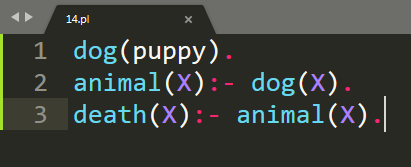 14.pl
1 dog(puppy).
2 animal(X):- dog(X).
3 death(X):- animal(X).